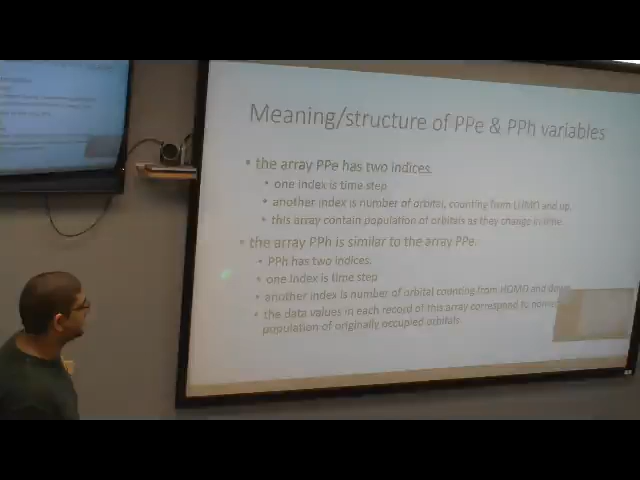 Meaning/structure of PPe & PPh variables
• the array PPe has two indices.
• one index is time step
• another index is number of orbital, counting from LUMO and up.
• this array contain population of orbitals as they change in time.
• the array PPh is similar to the array PPe.
• PPh has two indices.
• one index is time step
• another index is number of orbital counting from HOMO and down
• the data values in each record of this array correspond to
population of originally occupied orbitals.